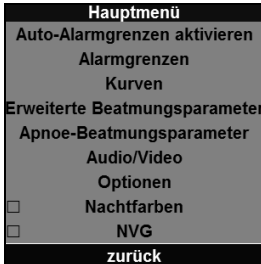 Hauptmenü
Auto-Alarmgrenzen aktivieren
Alarmgrenzen
Kurven
Erweiterte Beatmungsparameter
Apnoe-Beatmungsparameter
Audio/Video
Optionen
Nachtfarben
NVG
zurück